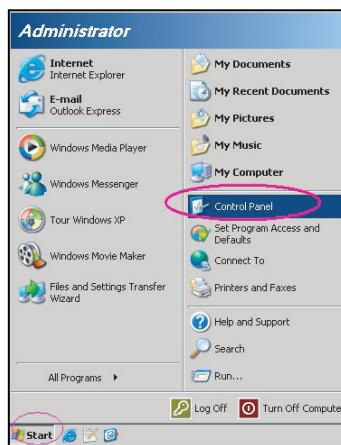 Administrator
Internet
Internet Explorer
E-mail
Outlook Express
Windows Media Player
Windows Messenger
Tour Windows XP
Windows Movie Maker
Files and Settings Transfer
Wizard
All Programs
My Documents
My Recent Documents
My Pictures
My Music
My Computer
Control Panel
Set Program Access and
Defaults
Connect To
Printers and Faxes
Help and Support
Search
Run...
Log Off
Turn Off Compute
Start